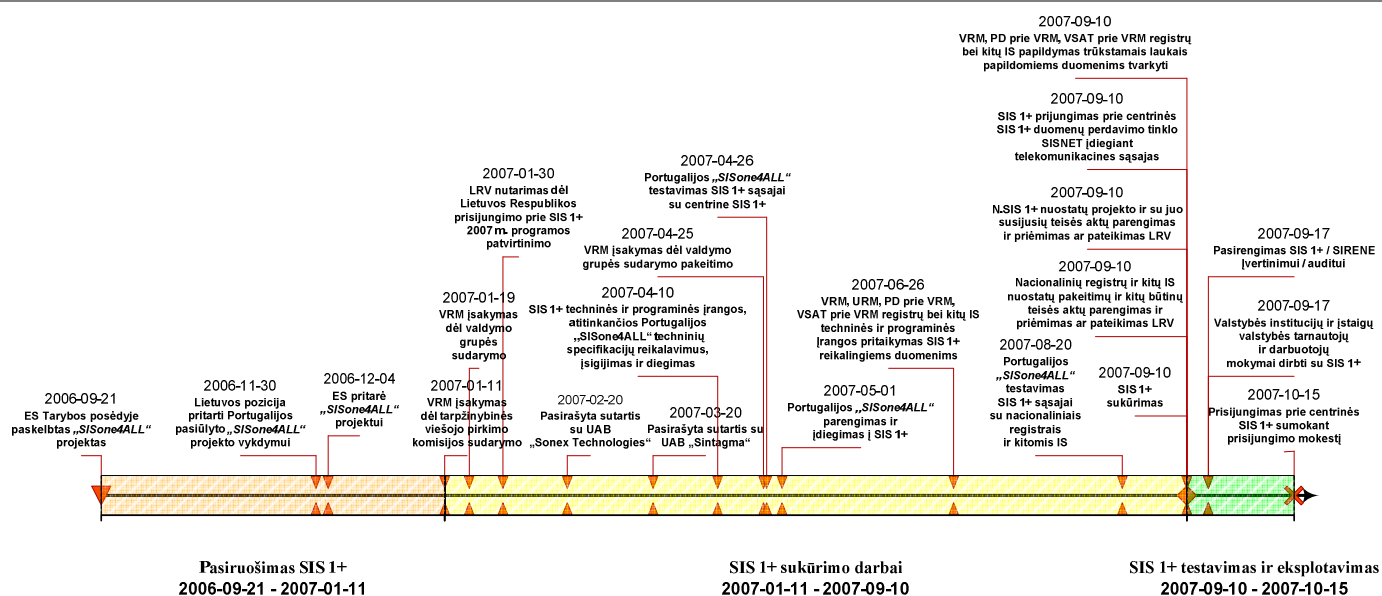 2006-09-21
ES Tarybos posėdyje
paskelbtas „SISone4ALL“
projektas
2006-11-30
Lietuvos pozicija
pritarti Portugalijos
pasiūlyto „SISone4ALL“
projekto vykdymui
2006-12-04
ES pritarė
„SISone4ALL“
projektui
2007-01-11
VRM įsakymas
dėl tarpžinybinės
viešojo pirkimo
komisijos sudarymo
2007-01-19
VRM įsakymas
dėl valdymo
grupės
sudarymo
2007-01-30
LRV nutarimas dėl
Lietuvos Respublikos
prisijungimo prie SIS 1+
2007 m. programos
patvirtinimo
2007-02-20
Pasirašyta sutartis
su UAB
„Sonex Technologies“
2007-03-20
Pasirašyta sutartis su
UAB „Sintagma“
2007-04-10
SIS 1+ techninės ir programinės įrangos,
atitinkančios Portugalijos
„SISone4ALL“ techninių
specifikacijų reikalavimus,
įsigijimas ir diegimas
2007-04-25
VRM įsakymas dėl valdymo
grupės sudarymo pakeitimo
2007-04-26
Portugalijos „SISone4ALL“
testavimas SIS 1+ sąsajai
su centrine SIS 1+
2007-05-01
Portugalijos „SISone4ALL“
parengimas ir
įdiegimas į SIS 1+
2007-06-26
VRM, URM, PD prie VRM,
VSAT prie VRM registrų bei kitų IS
techninės ir programinės
įrangos pritaikymas SIS 1+
reikalingiems duomenims
2007-08-20
Portugalijos
„SISone4ALL“
testavimas
SIS 1+ sąsajai
su nacionaliniais
registrais
ir kitomis IS
2007-09-10
VRM, PD prie VRM, VSAT prie VRM registrų
bei kitų IS papildymas trūkstamais laukais
papildomiems duomenims tvarkyti
2007-09-10
SIS 1+ prijungimas prie centrinės
SIS 1+ duomenų perdavimo tinklo
SISNET įdiegiant
telekomunikacines sąsajas
2007-09-10
N.SIS 1+ nuostatų projekto ir su juo
susijusių teisės aktų parengimas
ir priėmimas ar pateikimas LRV
2007-09-10
Nacionalinių registrų ir kitų IS
nuostatų pakeitimų ir kitų būtinų
teisės aktų parengimas ir
priėmimas ar pateikimas LRV
2007-09-10
SIS 1+
sukūrimas
2007-09-17
Pasirengimas SIS 1+ / SIRENE
įvertinimui / auditui
2007-09-17
Valstybės institucijų ir įstaigų
valstybės tarnautojų
ir darbuotojų
mokymai dirbti su SIS 1+
2007-10-15
Prisijungimas prie centrinės
SIS 1+ sumokant
prisijungimo mokestį
Pasiruošimas SIS 1+
2006-09-21 - 2007-01-11
SIS 1+ sukūrimo darbai
2007-01-11 - 2007-09-10
SIS 1+ testavimas ir eksplotavimas
2007-09-10 - 2007-10-15